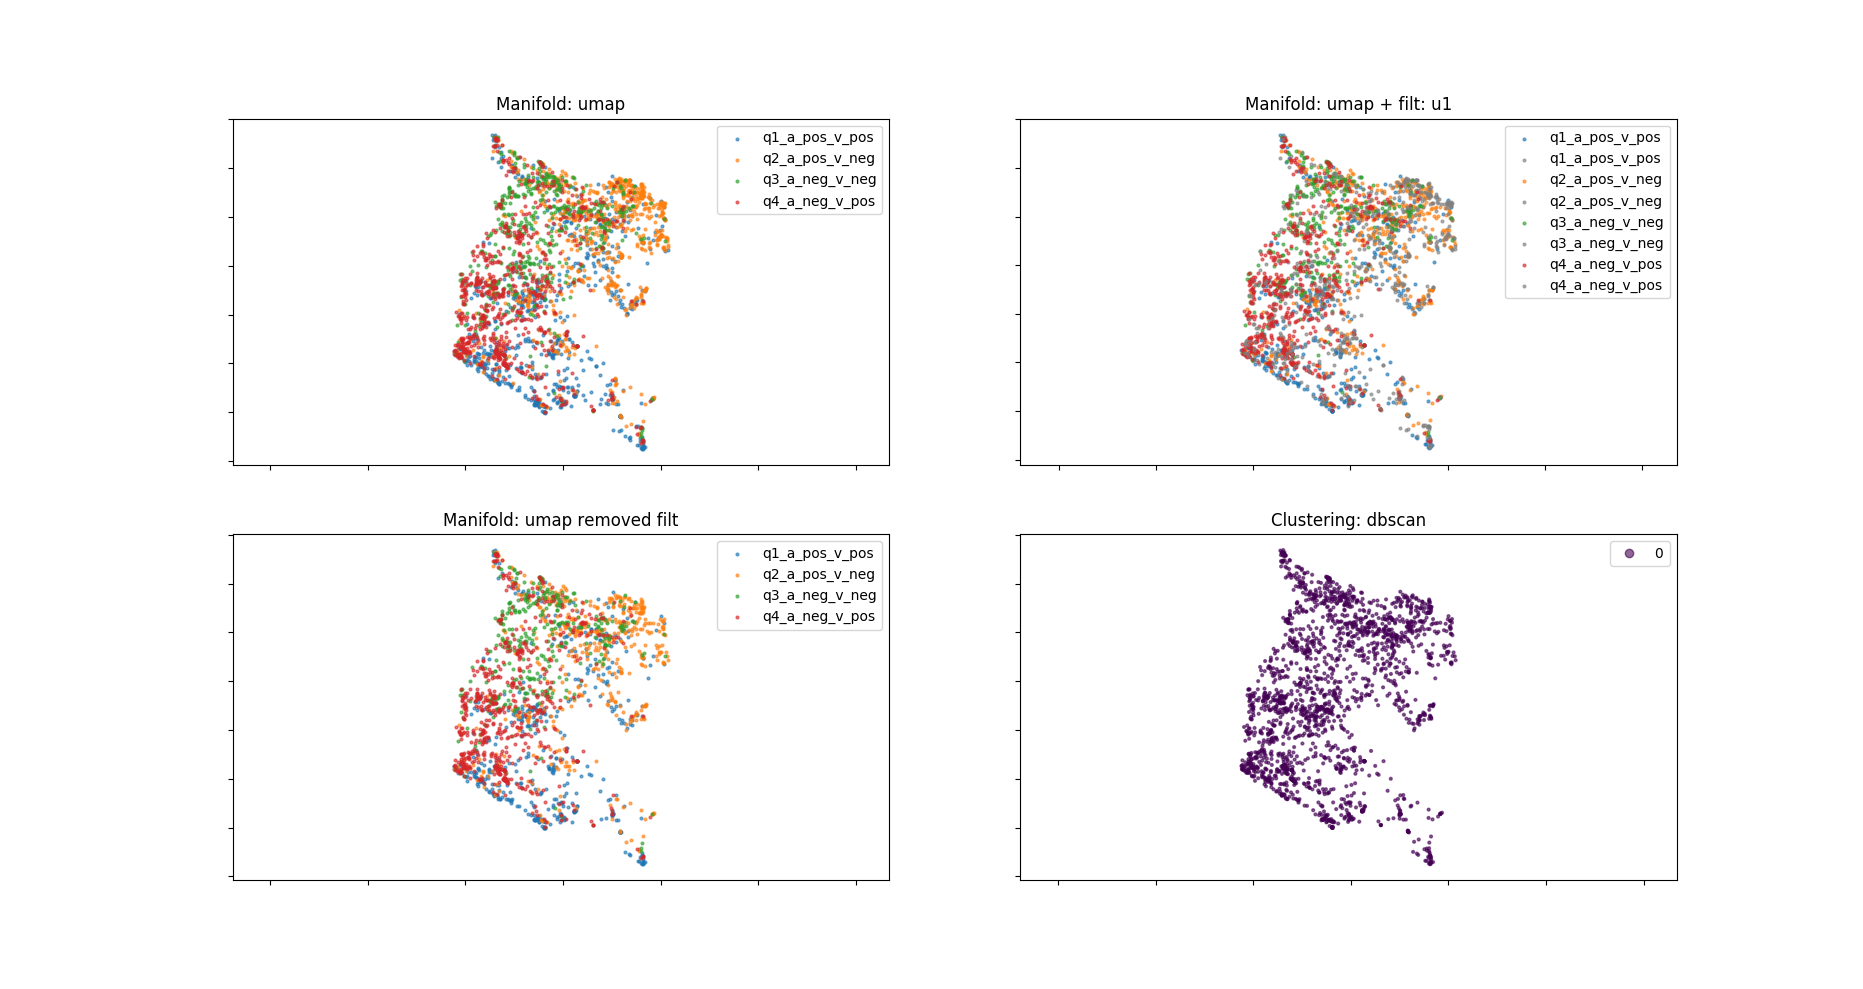 Manifold: umap
q1_a_pos_v_pos
q2_a_pos_v_neg
q3_a_neg_v_neg
q4_a_neg_v_pos
Manifold: umap + filt: u1
q1_a_pos_v_pos
q1_a_pos_v_pos
q2_a_pos_v_neg
q2_a_pos_v_neg
q3_a_neg_v_neg
q3_a_neg_v_neg
q4_a_neg_v_pos
q4_a_neg_v_pos
Manifold: umap removed filt
q1_a_pos_v_pos
q2_a_pos_v_neg
q3_a_neg_v_neg
q4_a_neg_v_pos
Clustering: dbscan
0